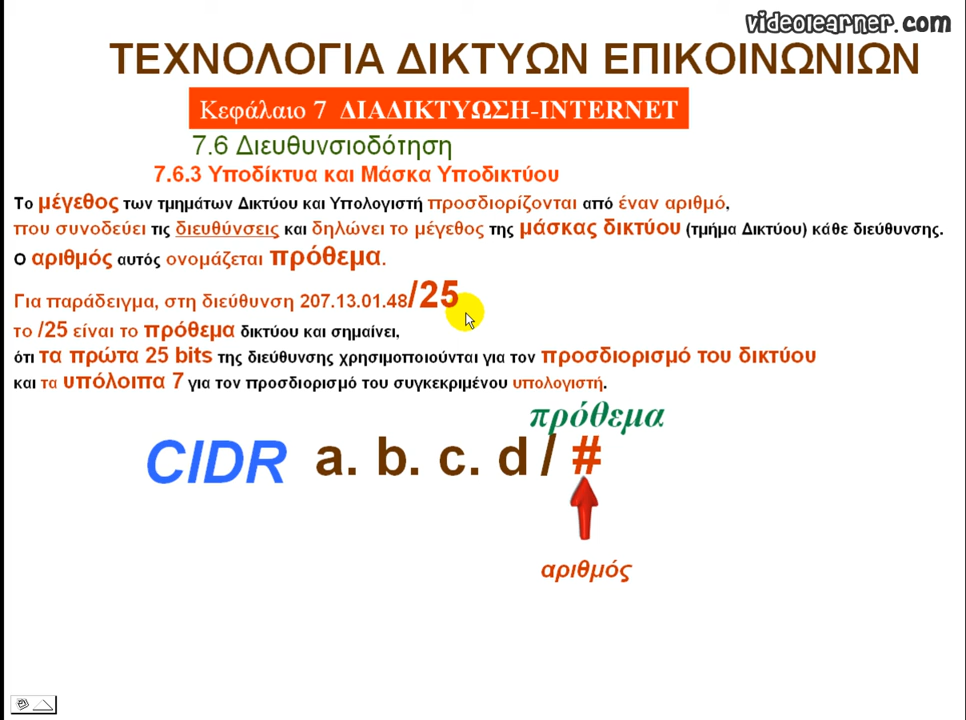 videolearner.com
ΤΕΧΝΟΛΟΓΙΑ ΔΙΚΤΥΩΝ ΕΠΙΚΟΙΝΩΝΙΩΝ
Κεφάλαιο 7 ΔΙΑΔΙΚΤΥΩΣΗ-INTERNET
7.6 Διευθυνσιοδότηση
7.6.3 Υποδίκτυα και Μάσκα Υποδικτύου
Το μέγεθος των τμημάτων Δικτύου και Υπολογιστή προσδιορίζονται από έναν αριθμό,
που συνοδεύει τις διευθύνσεις και δηλώνει το μέγεθος της μάσκας δικτύου (τμήμα Δικτύου) κάθε διεύθυνσης.
Ο αριθμός αυτός ονομάζεται πρόθεμα.
Για παράδειγμα, στη διεύθυνση 207.13.01.48/25
το /25 είναι το πρόθεμα δικτύου και σημαίνει,
ότι τα πρώτα 25 bits της διεύθυνσης χρησιμοποιούνται για τον προσδιορισμό του δικτύου
και τα υπόλοιπα 7 για τον προσδιορισμό του συγκεκριμένου υπολογιστή.
πρόθεμα
CIDR a. b. c. d / #
αριθμός